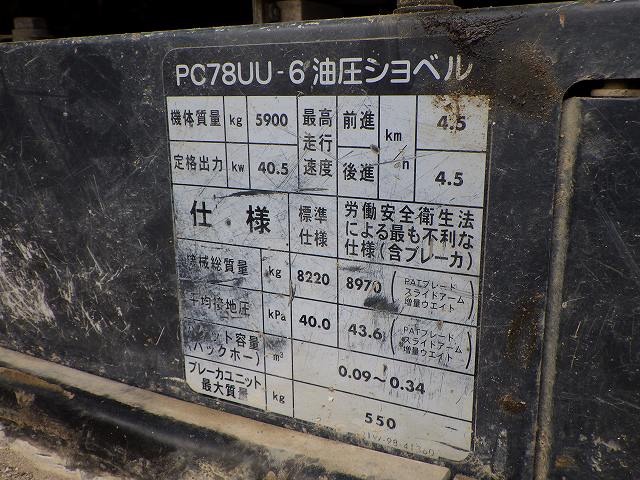 PC78UU-6 油圧ショベル
機体質量 kg 5900 最高走行速度 前進 km 4.5
定格出力 kw 40.5 後進 h 4.5
仕様 標準仕様 労働安全衛生法による最も不利な仕様(含ブレーカ)
機械総質量 kg 8220 8970 (PATブレード スライドアーム 増量ウエイト)
平均接地圧 kPa 40.0 43.6 (PATブレード スライドアーム 増量ウエイト)
ケット容量(バックホー) m³ 0.09~0.34
ブレーカユニット最大質量 kg 550